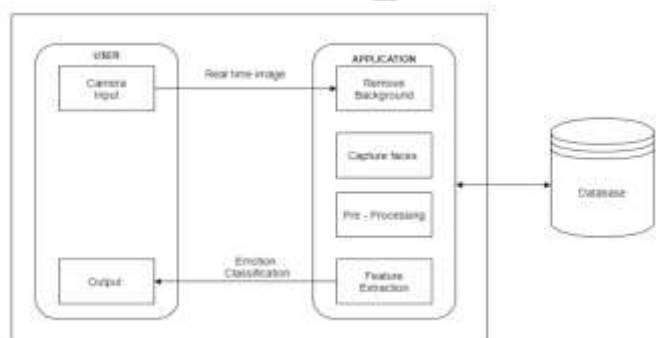 USER
APPLICATION
Camera
Input
Real time image
Remove
Background
Capture faces
Database
Pre - Processing
Output
Emotion
Classification
Feature
Extraction